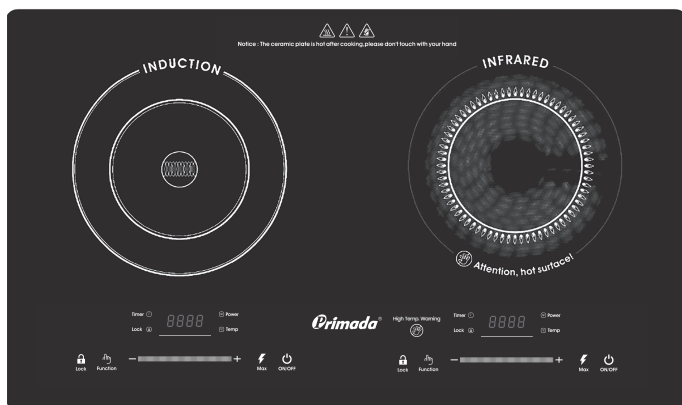 Notice : The ceramic plate is hot after cooking,please don't touch with your hand
INDUCTION
INFRARED
Attention, hot surface!
Timer
Power
Lock
Temp
8888
Primada®
High Temp. Warning
Timer
Power
Lock
Temp
8888
Lock
Function
− +
Max
ON/OFF
Lock
Function
− +
Max
ON/OFF